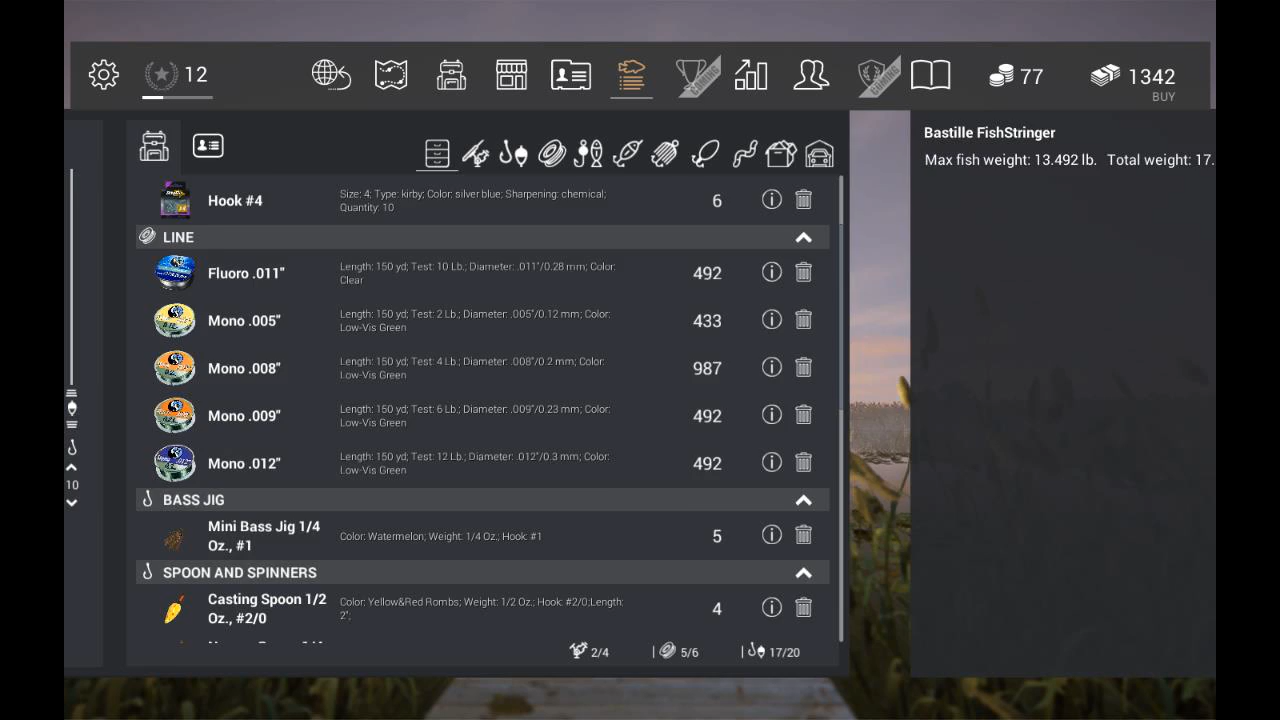 12
77
1342
BUY
Bastille FishStringer
Max fish weight: 13.492 lb. Total weight: 17.
Hook #4
Size: 4; Type: kirby; Color: silver blue; Sharpening: chemical;
Quantity: 10
6
LINE
Fluoro .011"
Length: 150 yd; Test: 10 Lb.; Diameter: .011"/0.28 mm; Color:
Clear
492
Mono .005"
Length: 150 yd; Test: 2 Lb.; Diameter: .005"/0.12 mm; Color:
Low-Vis Green
433
Mono .008"
Length: 150 yd; Test: 4 Lb.; Diameter: .008"/0.2 mm; Color:
Low-Vis Green
987
Mono .009"
Length: 150 yd; Test: 6 Lb.; Diameter: .009"/0.23 mm; Color:
Low-Vis Green
492
Mono .012"
Length: 150 yd; Test: 12 Lb.; Diameter: .012"/0.3 mm; Color:
Low-Vis Green
492
10
BASS JIG
Mini Bass Jig 1/4
Oz., #1
Color: Watermelon; Weight: 1/4 Oz.; Hook: #1
5
SPOON AND SPINNERS
Casting Spoon 1/2
Oz., #2/0
Color: Yellow&Red Rombs; Weight: 1/2 Oz.; Hook: #2/0;Length:
2";
4
2/4
| 5/6
| 17/20